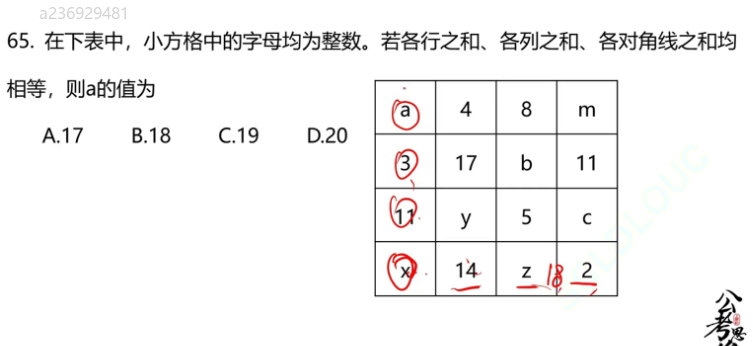 a236929481
65. 在下表中，小方格中的字母均为整数。若各行之和、各列之和、各对角线之和均
相等，则a的值为
A.17 B.18 C.19 D.20
a 4 8 m
3 17 b 11
11 y 5 c
x 14 z 18 2
公考思